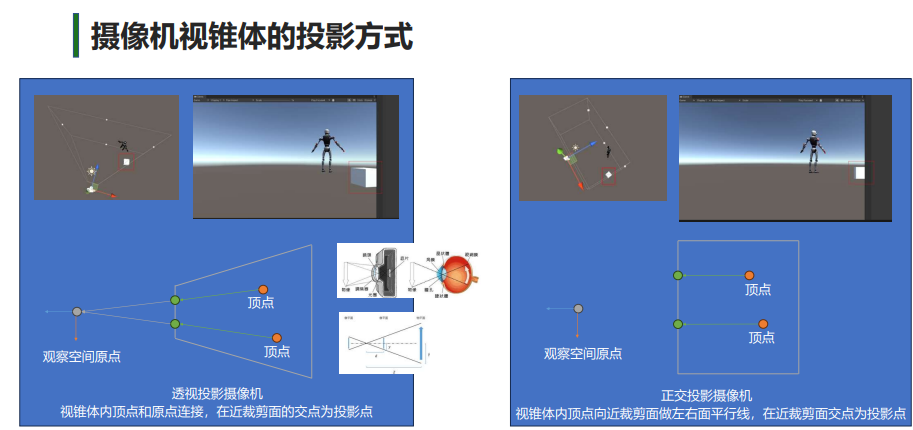 摄像机视锥体的投影方式
顶点
顶点
观察空间原点
透视投影摄像机
视锥体内顶点和原点连接，在近裁剪面的交点为投影点
顶点
顶点
观察空间原点
正交投影摄像机
视锥体内顶点向近裁剪面做左右面平行线，在近裁剪面交点为投影点